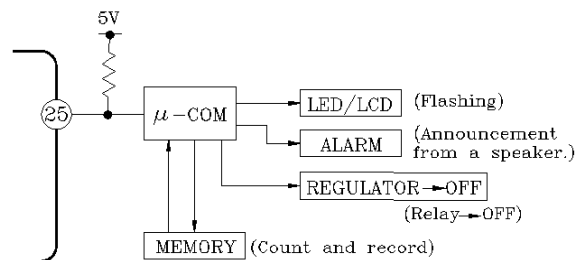 5V
25
μ-COM
LED/LCD (Flashing)
ALARM (Announcement
from a speaker.)
REGULATOR→OFF
(Relay→OFF)
MEMORY (Count and record)